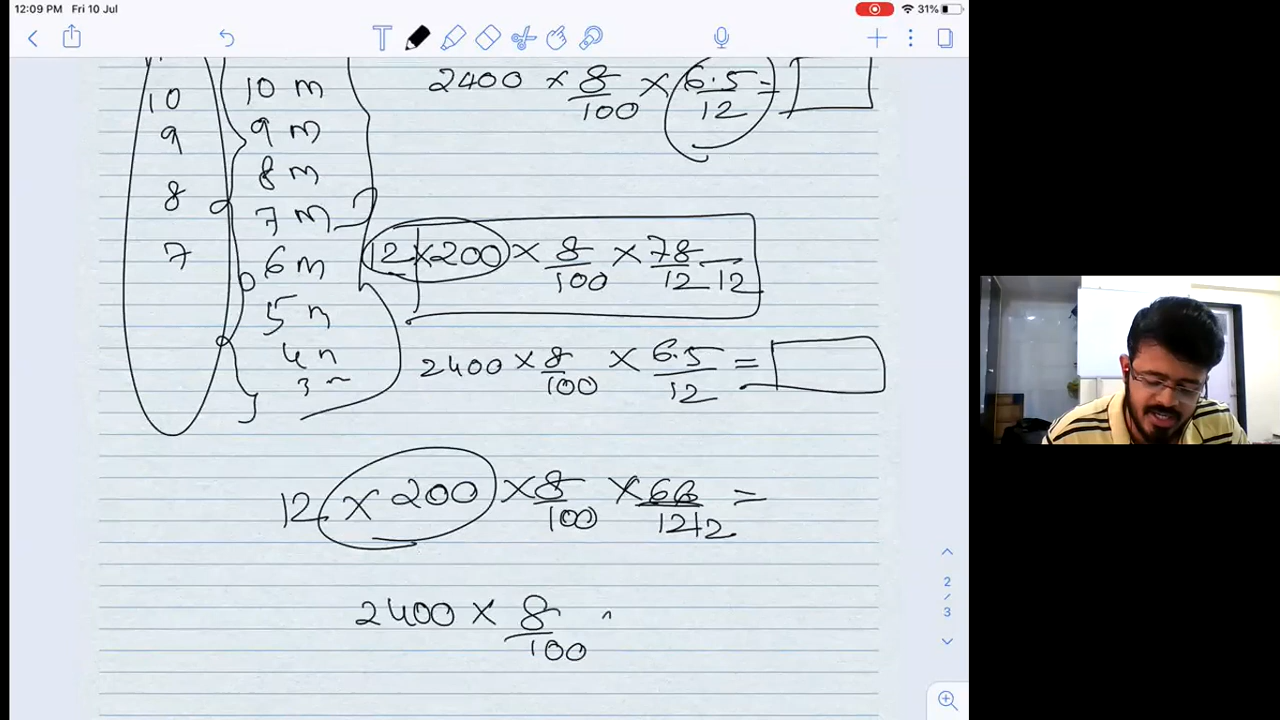 12:09 PM Fri 10 Jul
31%
T
10
9
8
7
10 m
9 m
8 m
7 m
6 m
5 m
4 m
3 m
2400 × 8/100 × 6.5/12 =
12 × 200 × 8/100 × 78/12 12
2400 × 8/100 × 6.5/12 =
12 × 200 × 8/100 × 66/12 12 =
2400 × 8/100
2
/
3